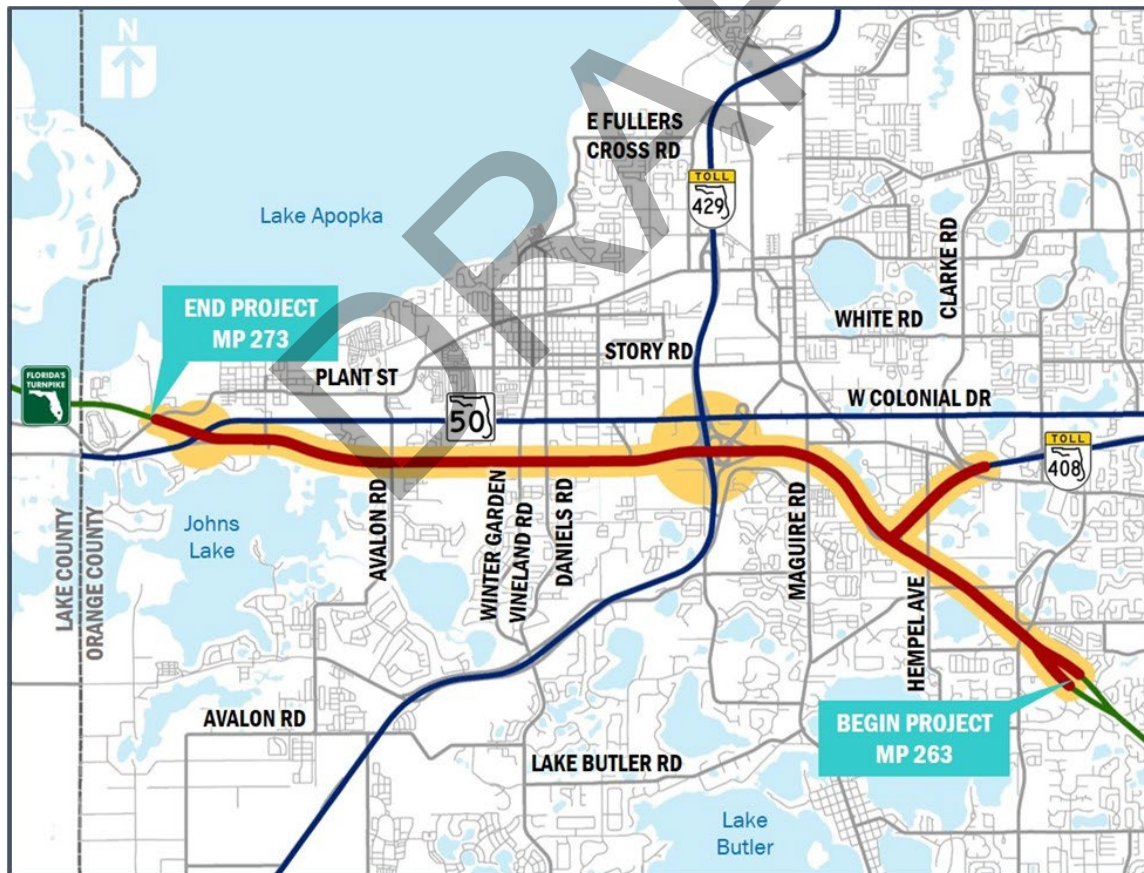 N
DRAF
E FULLERS
CROSS RD
TOLL
429
Lake Apopka
CLARKE RD
END PROJECT
MP 273
WHITE RD
STORY RD
FLORIDA'S
TURNPIKE
PLANT ST
W COLONIAL DR
50
TOLL
408
Johns
Lake
LAKE COUNTY
ORANGE COUNTY
AVALON RD
WINTER GARDEN
VINELAND RD
DANIELS RD
MAGUIRE RD
HEMPEL AVE
AVALON RD
BEGIN PROJECT
MP 263
LAKE BUTLER RD
Lake
Butler